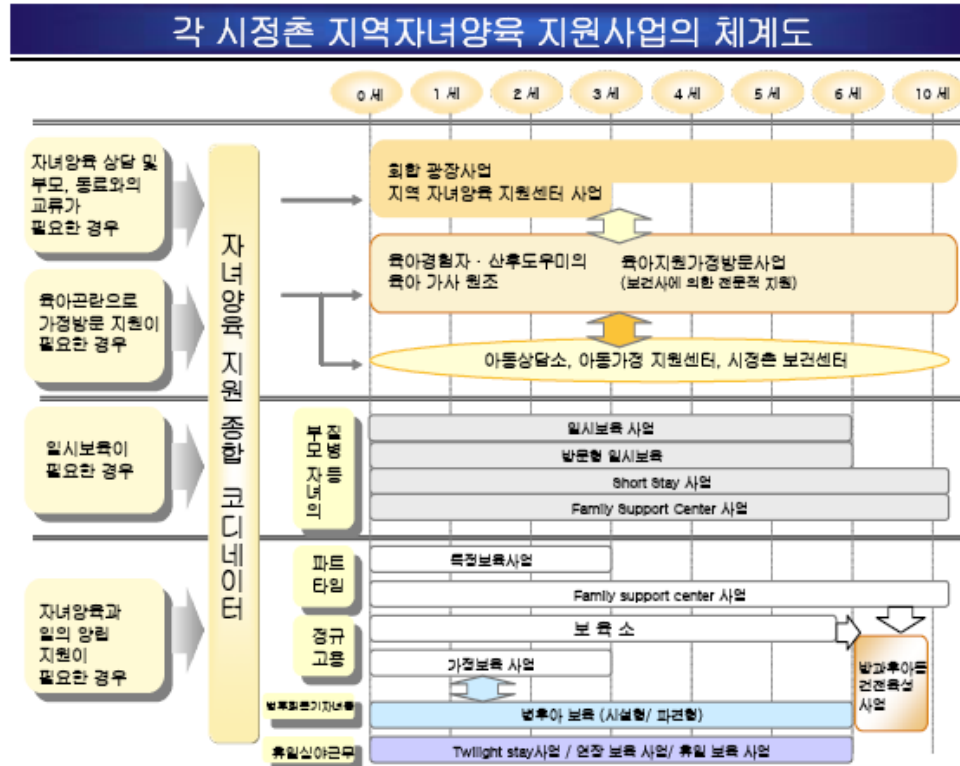 각 시정촌 지역자녀양육 지원사업의 체계도
0 세
1 세
2 세
3 세
4 세
5 세
6 세
10 세
자녀양육 상담 및
부모, 동료와의
교류가
필요한 경우
육아곤란으로
가정방문 지원이
필요한 경우
일시보육이
필요한 경우
자녀양육과
일의 양립
지원이
필요한 경우
자녀양육 지원 종합 코디네이터
회합 광장사업
지역 자녀양육 지원센터 사업
육아경험자 · 산후도우미의
육아 가사 원조
육아지원가정방문사업
(보건사에 의한 전문적 지원)
아동상담소, 아동가정 지원센터, 시정촌 보건센터
부모 자녀의
질병 등
일시보육 사업
방문형 일시보육
Short Stay 사업
Family Support Center 사업
파트
타임
특정보육사업
Family support center 사업
정규
고용
보 육 소
가정보육 사업
방과후아동
건전육성
사업
병후아 보육 (시설형/ 파견형)
휴일심야근무
Twilight stay사업 / 연장 보육 사업/ 휴일 보육 사업